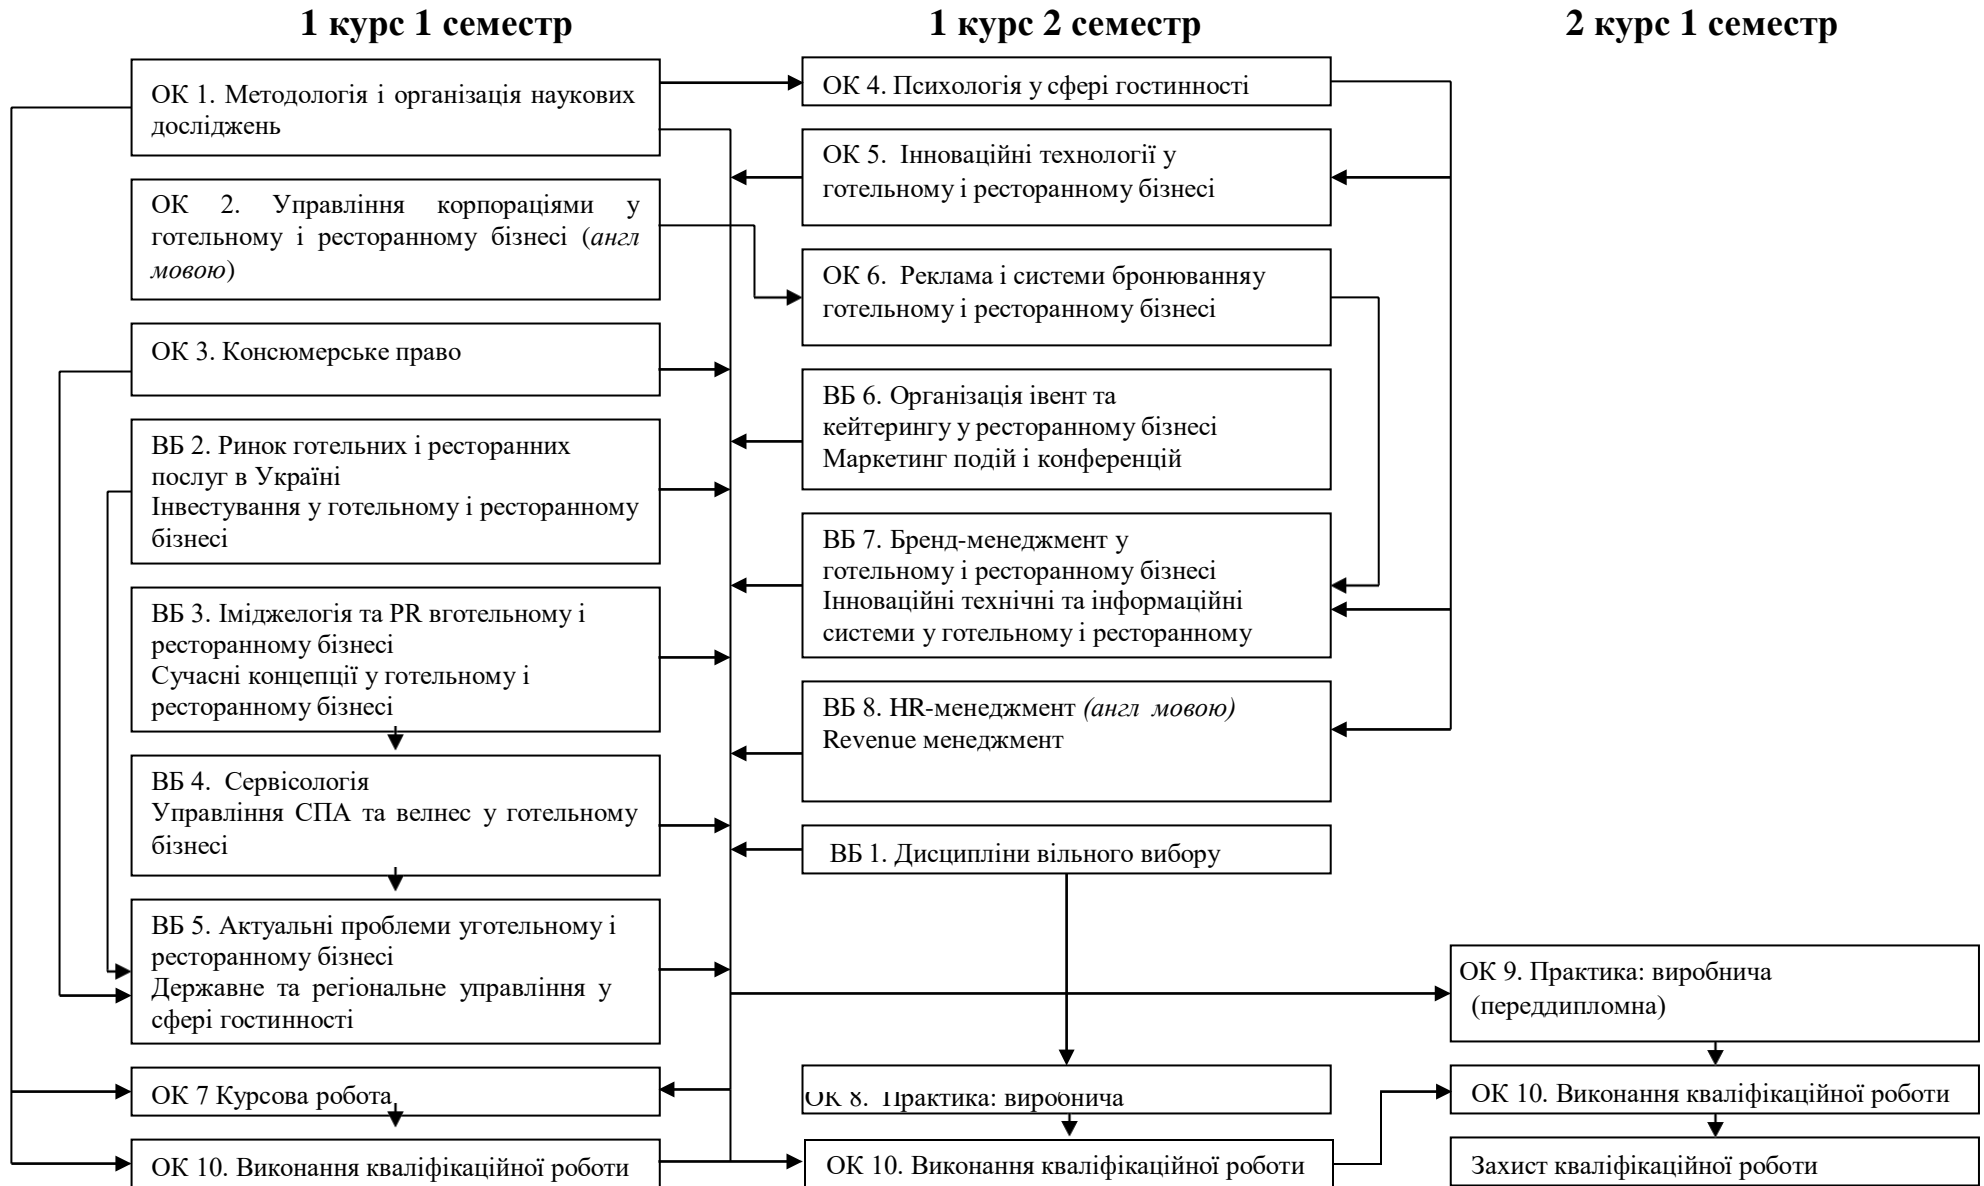 1 курс 1 семестр
1 курс 2 семестр
2 курс 1 семестр
ОК 1. Методологія і організація наукових
досліджень
ОК 2. Управління корпораціями у
готельному і ресторанному бізнесі (англ
мовою)
ОК 3. Консюмерське право
ВБ 2. Ринок готельних і ресторанних
послуг в Україні
Інвестування у готельному і ресторанному
бізнесі
ВБ 3. Іміджелогія та PR вготельному і
ресторанному бізнесі
Сучасні концепції у готельному і
ресторанному бізнесі
ВБ 4. Сервісологія
Управління СПА та велнес у готельному
бізнесі
ВБ 5. Актуальні проблеми уготельному і
ресторанному бізнесі
Державне та регіональне управління у
сфері гостинності
ОК 7 Курсова робота
ОК 10. Виконання кваліфікаційної роботи
ОК 4. Психологія у сфері гостинності
ОК 5. Інноваційні технології у
готельному і ресторанному бізнесі
ОК 6. Реклама і системи бронюванняу
готельному і ресторанному бізнесі
ВБ 6. Організація івент та
кейтерингу у ресторанному бізнесі
Маркетинг подій і конференцій
ВБ 7. Бренд-менеджмент у
готельному і ресторанному бізнесі
Інноваційні технічні та інформаційні
системи у готельному і ресторанному
ВБ 8. HR-менеджмент (англ мовою)
Revenue менеджмент
ВБ 1. Дисципліни вільного вибору
ОК 8. Практика: виробнича
ОК 10. Виконання кваліфікаційної роботи
ОК 9. Практика: виробнича
(переддипломна)
ОК 10. Виконання кваліфікаційної роботи
Захист кваліфікаційної роботи